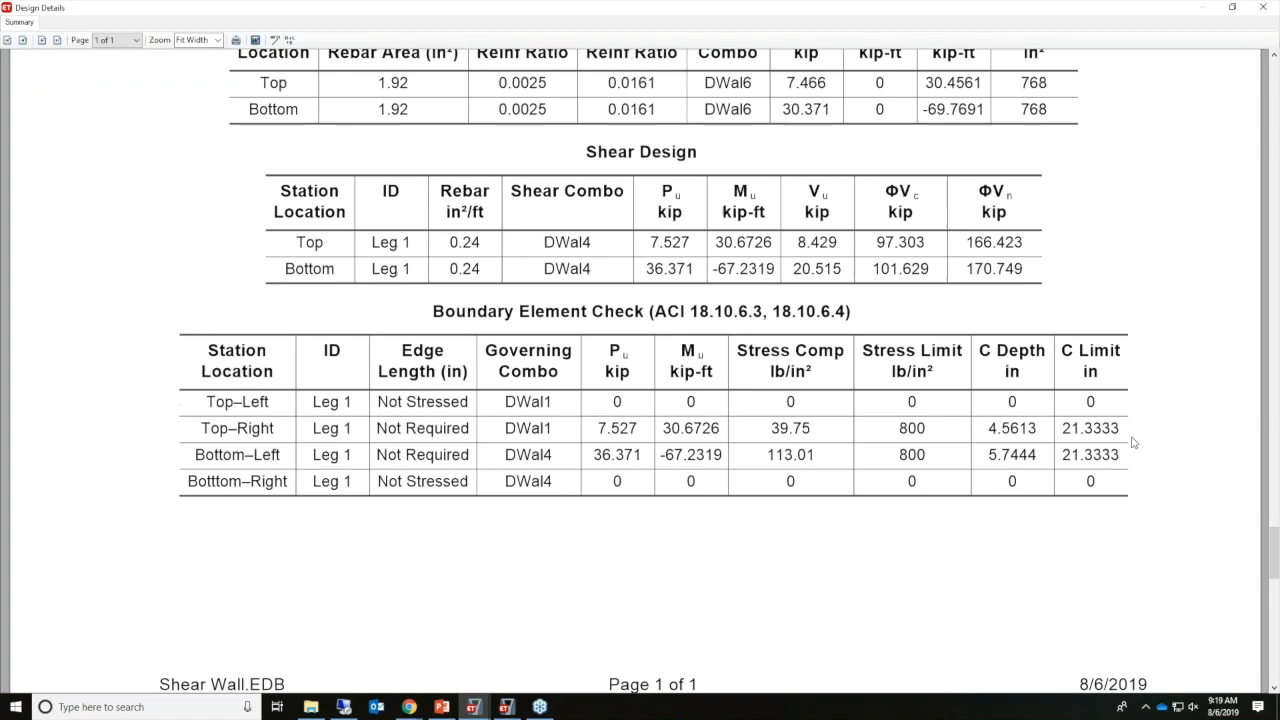 ET Design Details
Summary
Page 1 of 1 Zoom Fit Width
Location Rebar Area (in²) Reinf Ratio Reinf Ratio Combo kip kip-ft kip-ft in²
Top 1.92 0.0025 0.0161 DWal6 7.466 0 30.4561 768
Bottom 1.92 0.0025 0.0161 DWal6 30.371 0 -69.7691 768
Shear Design
Station ID Rebar Shear Combo Pu Mu Vu ΦVc ΦVn
Location in²/ft kip kip-ft kip kip kip
Top Leg 1 0.24 DWal4 7.527 30.6726 8.429 97.303 166.423
Bottom Leg 1 0.24 DWal4 36.371 -67.2319 20.515 101.629 170.749
Boundary Element Check (ACI 18.10.6.3, 18.10.6.4)
Station ID Edge Governing Pu Mu Stress Comp Stress Limit C Depth C Limit
Location Length (in) Combo kip kip-ft lb/in² lb/in² in in
Top–Left Leg 1 Not Stressed DWal1 0 0 0 0 0 0
Top–Right Leg 1 Not Required DWal1 7.527 30.6726 39.75 800 4.5613 21.3333
Bottom–Left Leg 1 Not Required DWal4 36.371 -67.2319 113.01 800 5.7444 21.3333
Botttom–Right Leg 1 Not Stressed DWal4 0 0 0 0 0 0
Shear Wall.EDB Page 1 of 1 8/6/2019
Type here to search
9:19 AM
8/6/2019